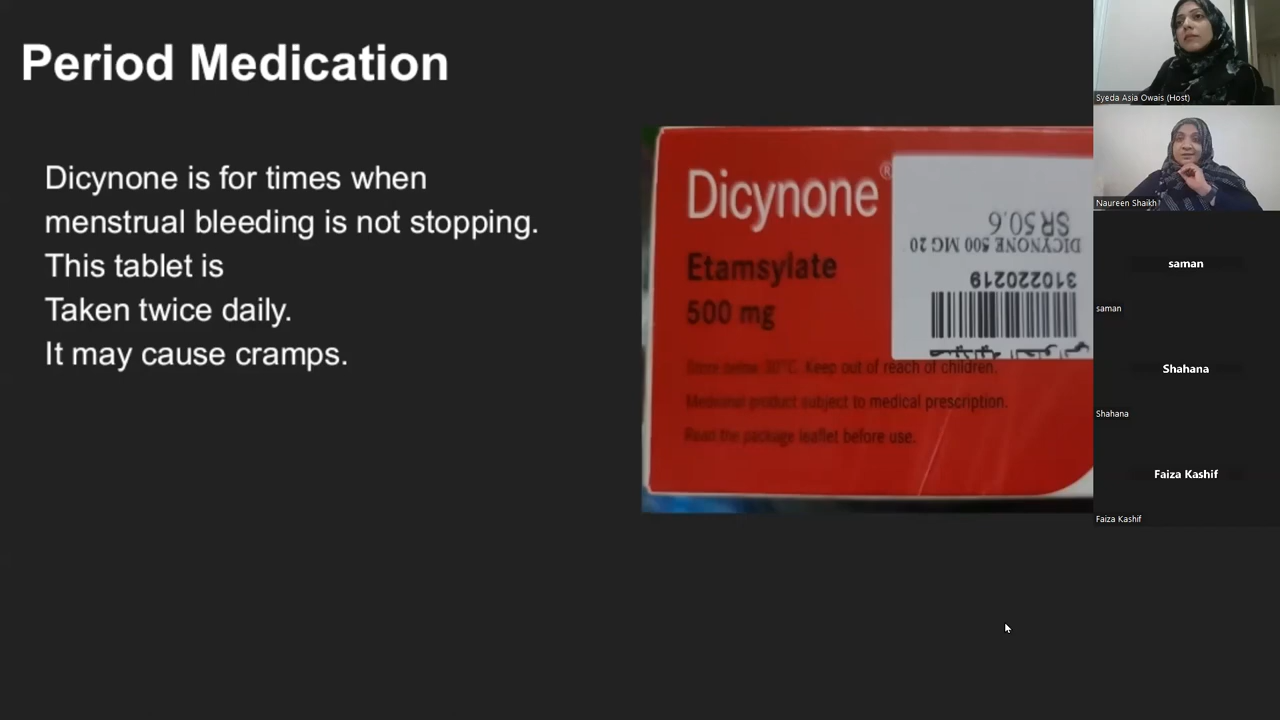 Period Medication
Dicynone is for times when
menstrual bleeding is not stopping.
This tablet is
Taken twice daily.
It may cause cramps.
Dicynone®
Etamsylate
500 mg
SR50.6
DICYNONE 500 MG 20
310220219
Store below 30°C. Keep out of reach of children.
Medicinal product subject to medical prescription.
Read the package leaflet before use.
Syeda Asia Owais (Host)
Naureen Shaikh
saman
saman
Shahana
Shahana
Faiza Kashif
Faiza Kashif